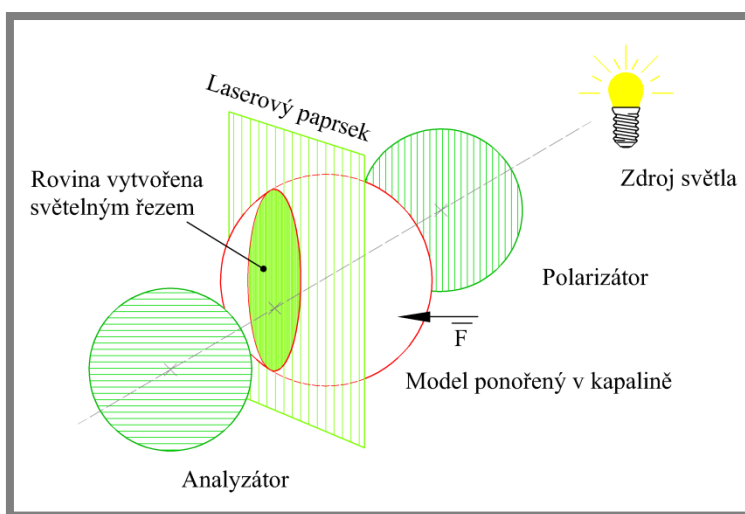 Laserový paprsek
Rovina vytvořena
světelným řezem
Zdroj světla
Polarizátor
F
Model ponořený v kapalině
Analyzátor